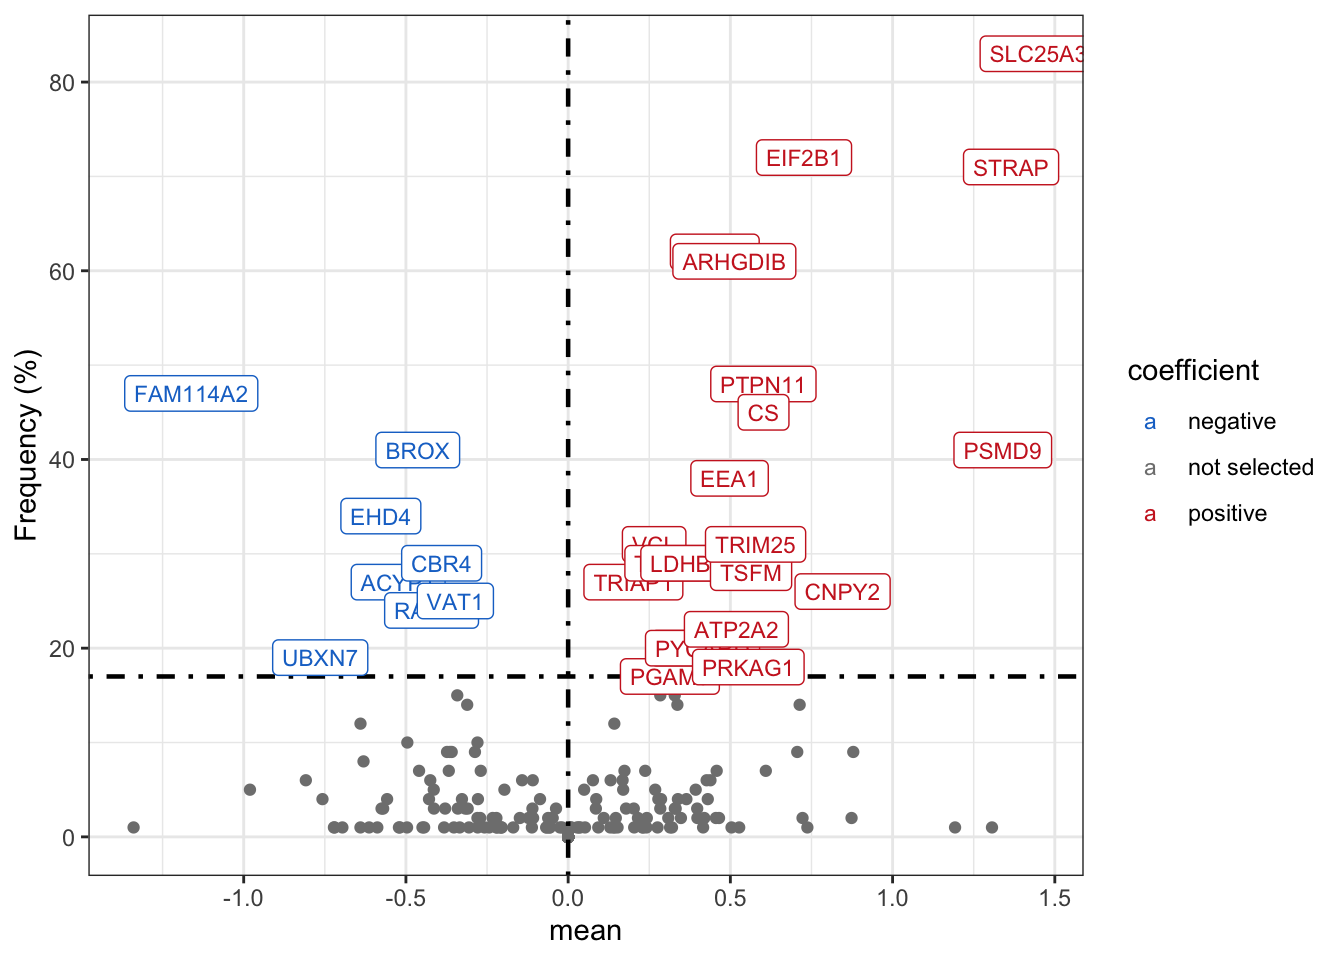 SLC25A3
80
EIF2B1
STRAP
ARHGDIB
60
PTPN11
FAM114A2
CS
BROX
PSMD9
40
EEA1
EHD4
TRIM25
CBR4
LDHB
TSFM
TRIAP1
CNPY2
VAT1
ATP2A2
20
UBXN7
PRKAG1
0
-1.0 -0.5 0.0 0.5 1.0 1.5
mean
Frequency (%)
coefficient
a negative
a not selected
a positive